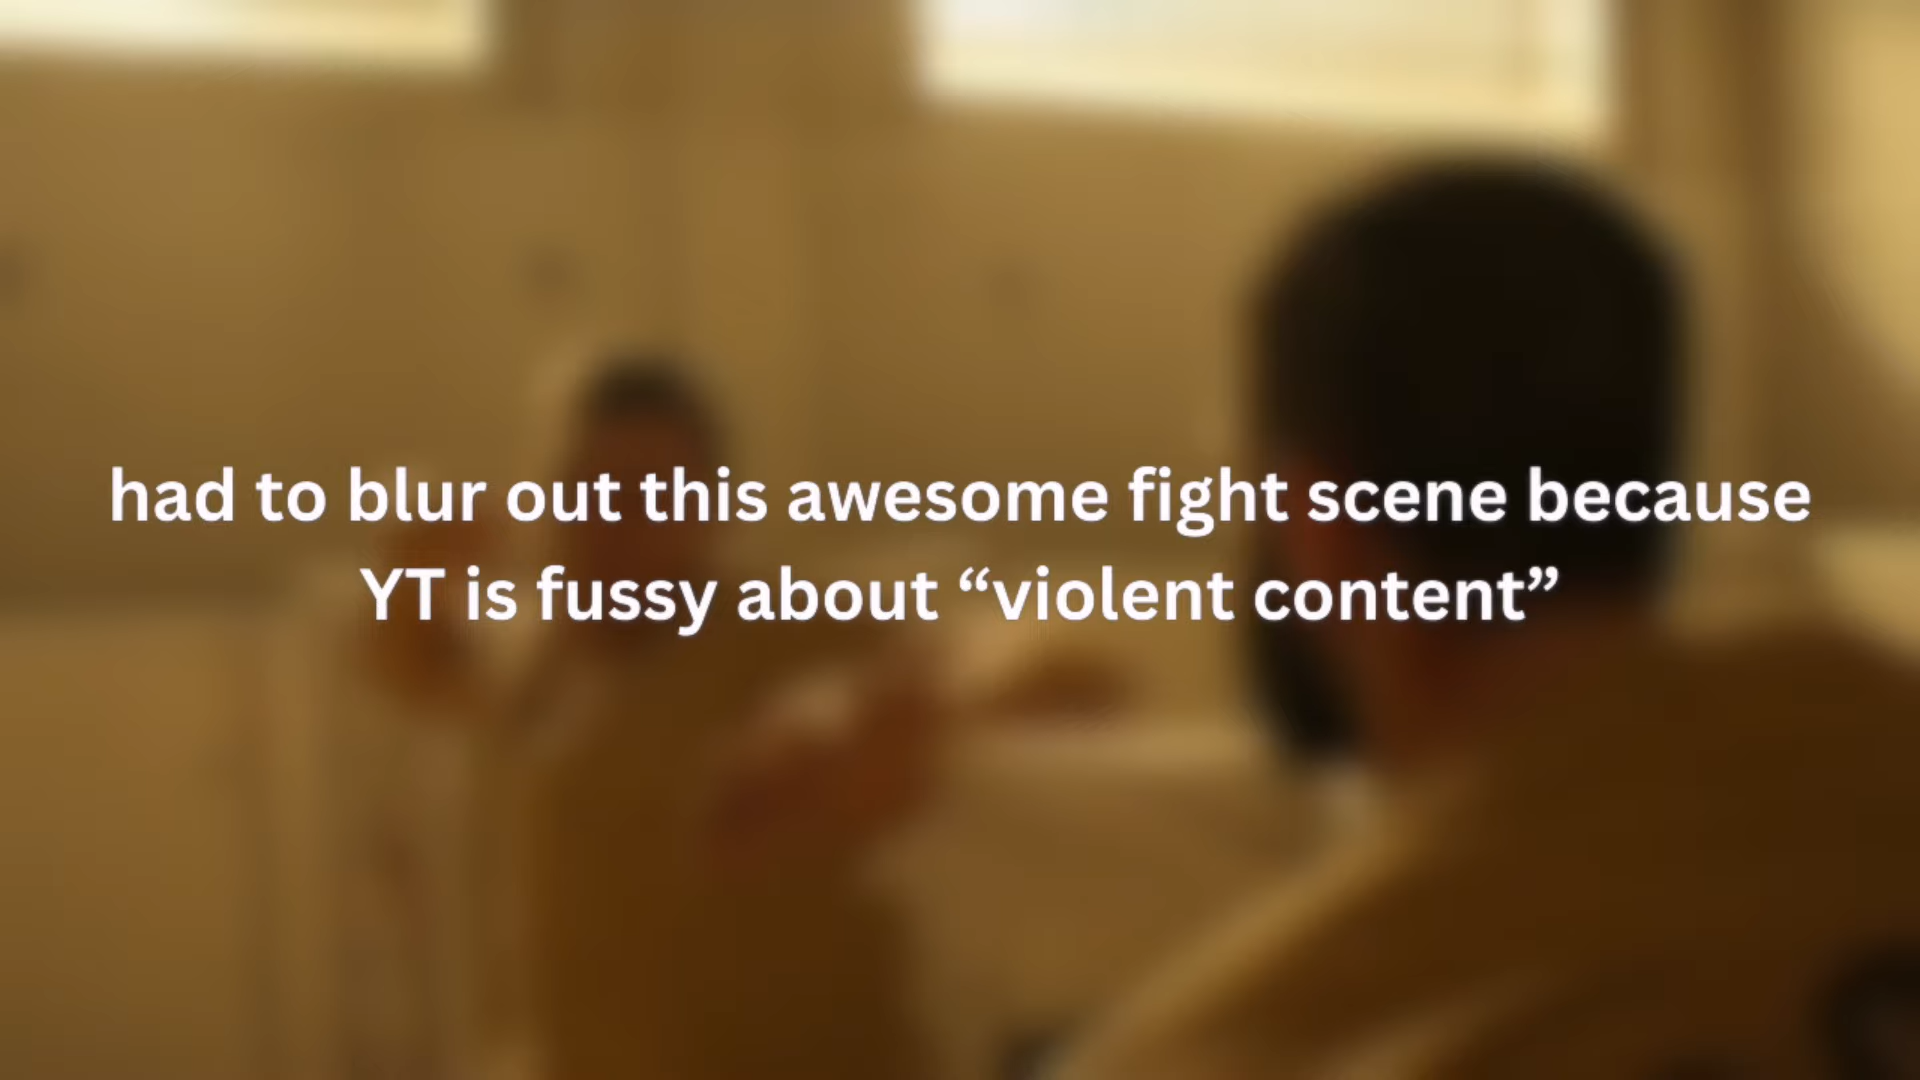 had to blur out this awesome fight scene because
YT is fussy about “violent content”